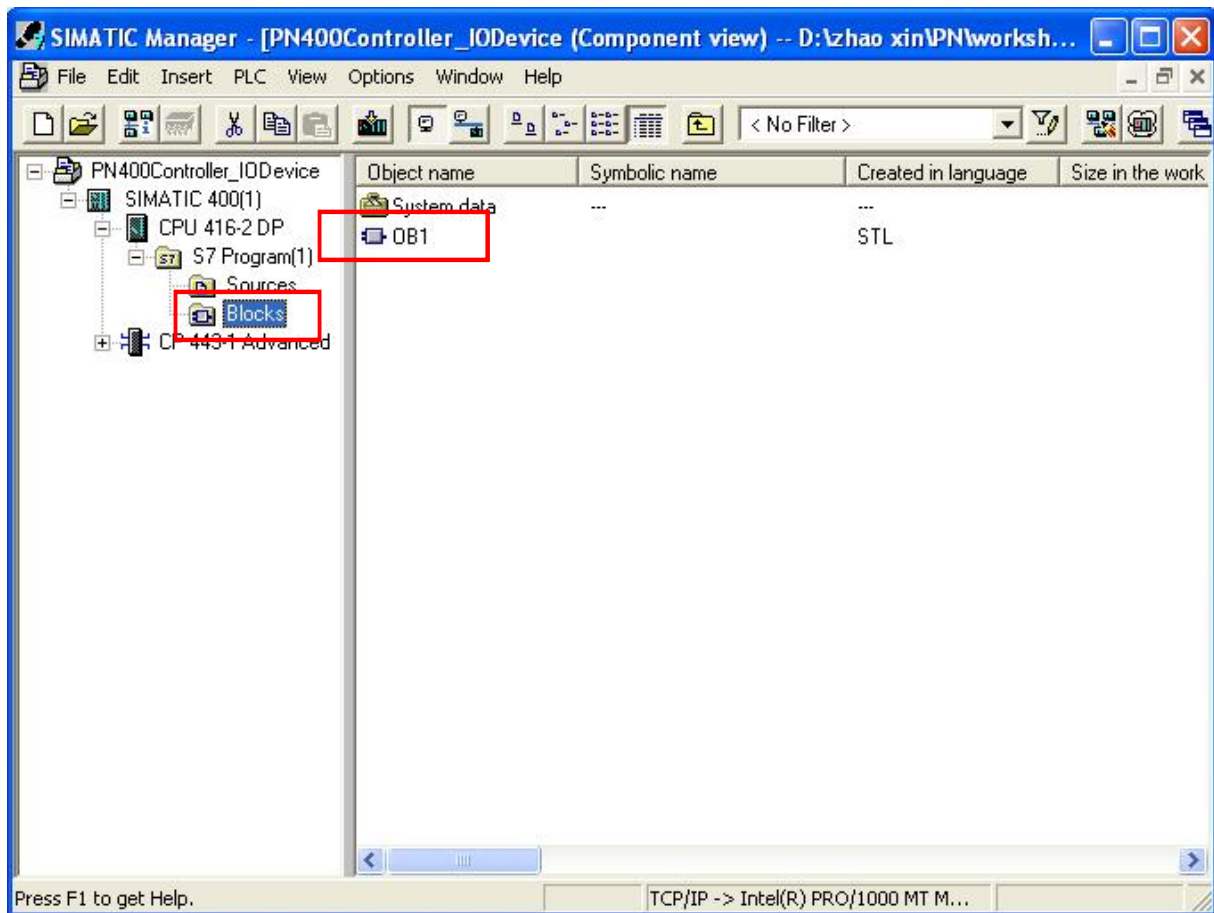 SIMATIC Manager - [PN400Controller_IODevice (Component view) -- D:\zhao xin\PN\worksh...
File Edit Insert PLC View Options Window Help
< No Filter >
PN400Controller_IODevice
SIMATIC 400(1)
CPU 416-2 DP
S7 Program(1)
Sources
Blocks
CP 443-1 Advanced
Object name Symbolic name Created in language Size in the work
System data --- ---
OB1 STL
Press F1 to get Help. TCP/IP -> Intel(R) PRO/1000 MT M...